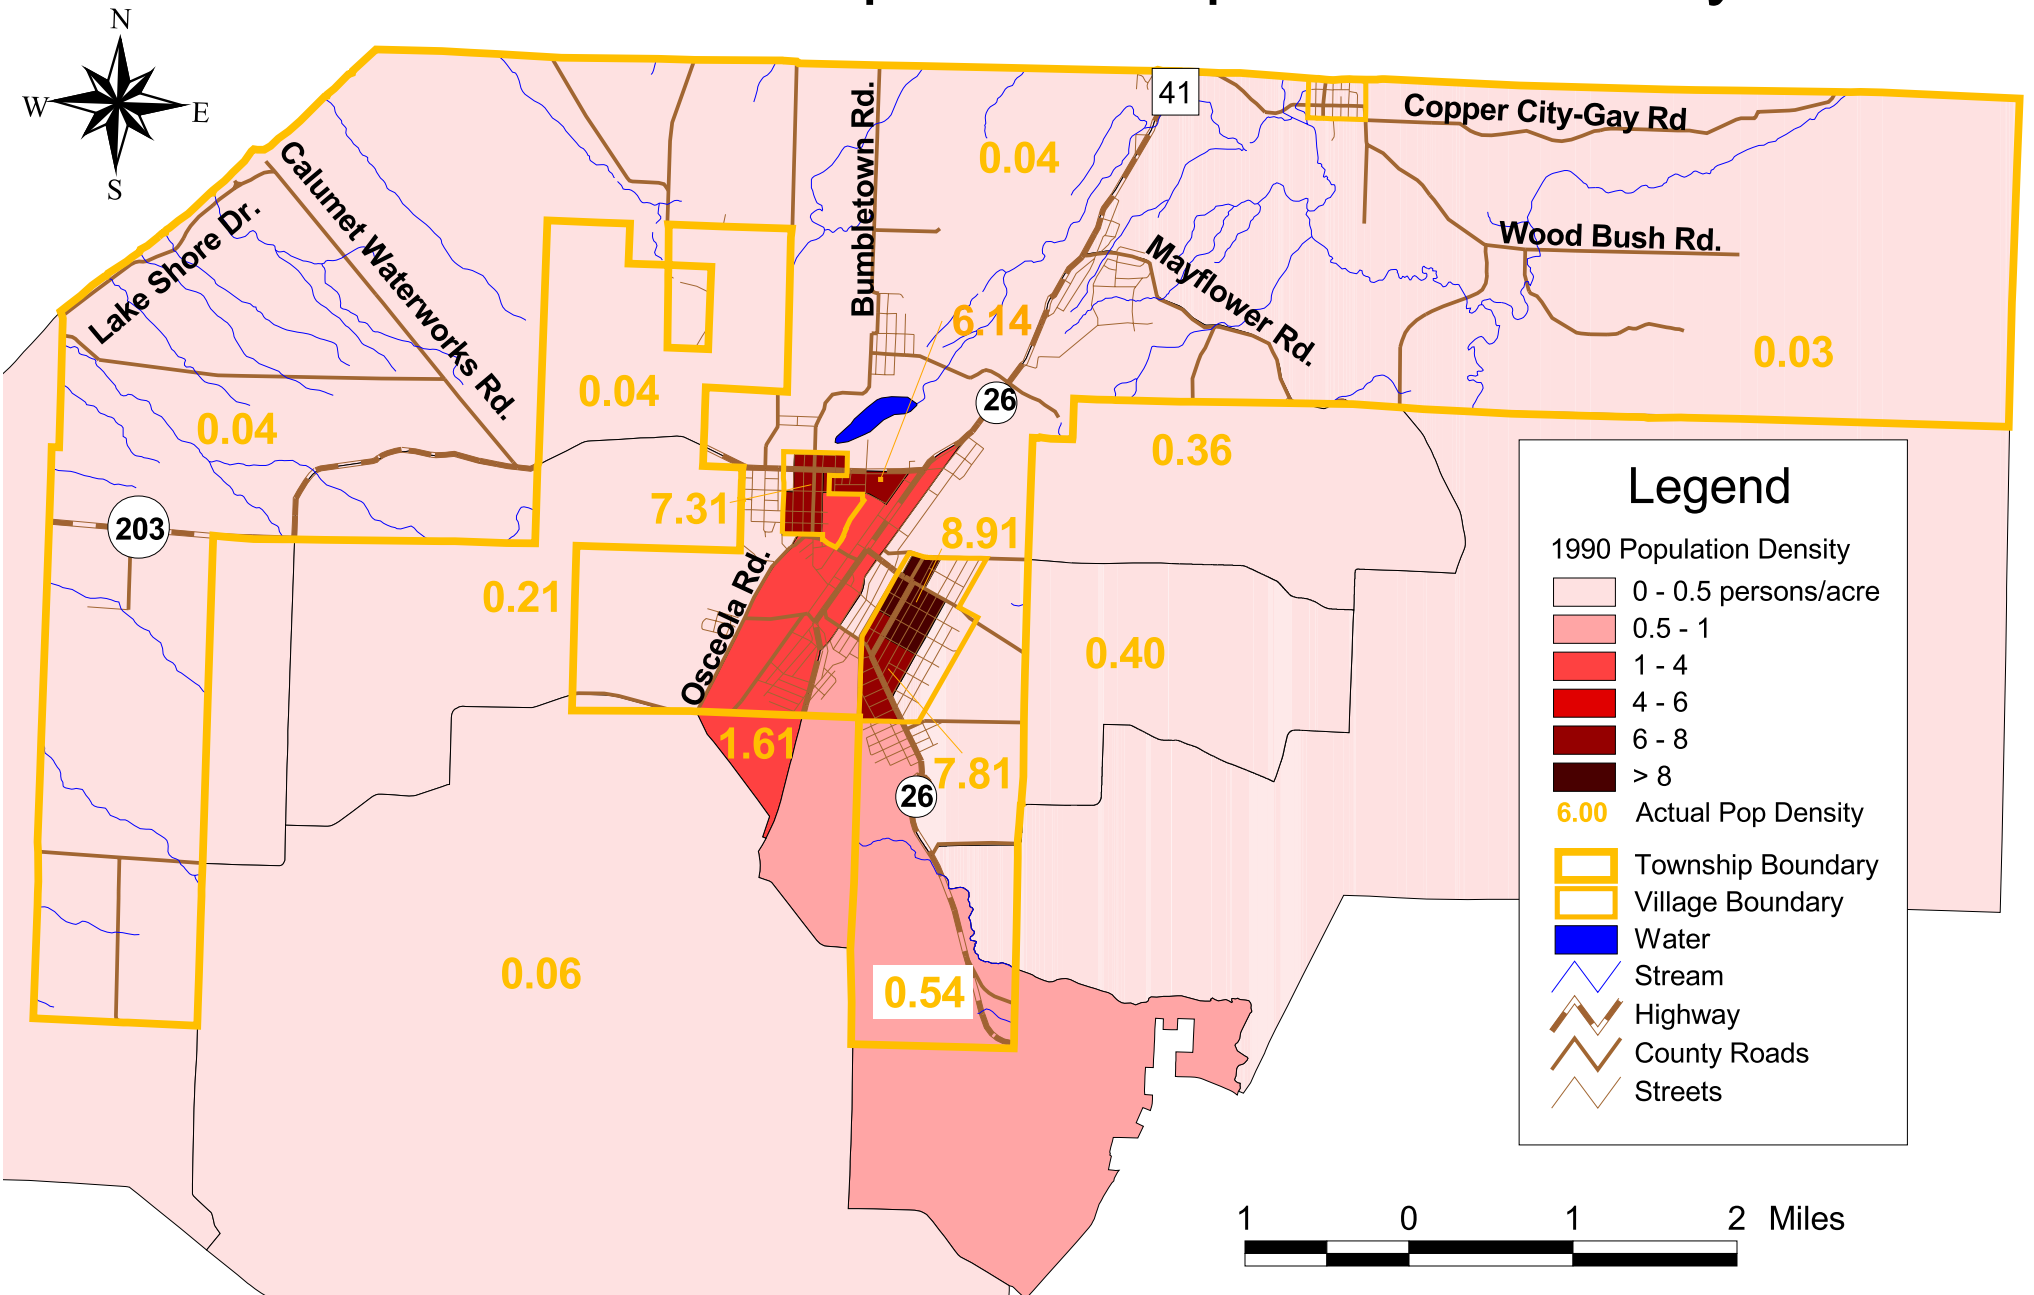 N
W
E
S
41
Copper City-Gay Rd
Calumet Waterworks Rd.
Lake Shore Dr.
Bumbletown Rd.
0.04
Mayflower Rd.
Wood Bush Rd.
6.14
0.03
0.04
0.04
26
0.36
7.31
8.91
203
0.21
Osceola Rd.
0.40
1.61
7.81
26
0.06
0.54
Legend
1990 Population Density
0 - 0.5 persons/acre
0.5 - 1
1 - 4
4 - 6
6 - 8
> 8
6.00 Actual Pop Density
Township Boundary
Village Boundary
Water
Stream
Highway
County Roads
Streets
1 0 1 2 Miles